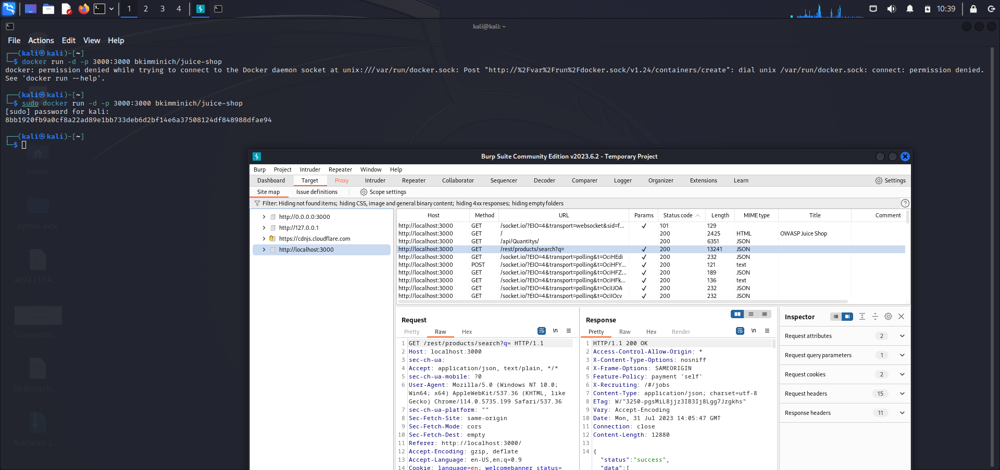 1 2 3 4 10:39
kali@kali: ~
File Actions Edit View Help
┌──(kali㉿kali)-[~]
└─$ docker run -d -p 3000:3000 bkimminich/juice-shop
docker: permission denied while trying to connect to the Docker daemon socket at unix:///var/run/docker.sock: Post "http://%2Fvar%2Frun%2Fdocker.sock/v1.24/containers/create": dial unix /var/run/docker.sock: connect: permission denied.
See 'docker run --help'.
┌──(kali㉿kali)-[~]
└─$ sudo docker run -d -p 3000:3000 bkimminich/juice-shop
[sudo] password for kali:
8bb1920fb9a0cf8a22ad89e1bb733deb6d2bf14e6a37508124df848988dfae94
┌──(kali㉿kali)-[~]
└─$
Home
python-evtx
4624 LT3 A...
Screenshot...
DirBusterR...
RustScan-2...
Burp Suite Community Edition v2023.6.2 - Temporary Project
Burp Project Intruder Repeater Window Help
Dashboard Target Proxy Intruder Repeater Collaborator Sequencer Decoder Comparer Logger Organizer Extensions Learn Settings
Site map Issue definitions Scope settings
Filter: Hiding not found items; hiding CSS, image and general binary content; hiding 4xx responses; hiding empty folders
http://0.0.0.0:3000
http://127.0.0.1
https://cdnjs.cloudflare.com
http://localhost:3000
Host Method URL Params Status code Length MIME type Title Comment
http://localhost:3000 GET /socket.io/?EIO=4&transport=websocket&sid=f... ✓ 101 129
http://localhost:3000 GET / 200 2425 HTML OWASP Juice Shop
http://localhost:3000 GET /api/Quantitys/ 200 6351 JSON
http://localhost:3000 GET /rest/products/search?q= ✓ 200 13241 JSON
http://localhost:3000 GET /socket.io/?EIO=4&transport=polling&t=OciHEdi ✓ 200 232 JSON
http://localhost:3000 POST /socket.io/?EIO=4&transport=polling&t=OciHFY... ✓ 200 121 text
http://localhost:3000 GET /socket.io/?EIO=4&transport=polling&t=OciHFZ... ✓ 200 189 JSON
http://localhost:3000 GET /socket.io/?EIO=4&transport=polling&t=OciHFk... ✓ 200 136 text
http://localhost:3000 GET /socket.io/?EIO=4&transport=polling&t=OciIJOA ✓ 200 232 JSON
http://localhost:3000 GET /socket.io/?EIO=4&transport=polling&t=OciIOcv ✓ 200 232 JSON
Request
Pretty Raw Hex \n
1 GET /rest/products/search?q= HTTP/1.1
2 Host: localhost:3000
3 sec-ch-ua:
4 Accept: application/json, text/plain, */*
5 sec-ch-ua-mobile: ?0
6 User-Agent: Mozilla/5.0 (Windows NT 10.0;
Win64; x64) AppleWebKit/537.36 (KHTML, like
Gecko) Chrome/114.0.5735.199 Safari/537.36
7 sec-ch-ua-platform: ""
8 Sec-Fetch-Site: same-origin
9 Sec-Fetch-Mode: cors
10 Sec-Fetch-Dest: empty
11 Referer: http://localhost:3000/
12 Accept-Encoding: gzip, deflate
13 Accept-Language: en-US,en;q=0.9
14 Cookie: language=en; welcomebanner_status=
Response
Pretty Raw Hex Render \n
1 HTTP/1.1 200 OK
2 Access-Control-Allow-Origin: *
3 X-Content-Type-Options: nosniff
4 X-Frame-Options: SAMEORIGIN
5 Feature-Policy: payment 'self'
6 X-Recruiting: /#/jobs
7 Content-Type: application/json; charset=utf-8
8 ETag: W/"3250-pgsMiL8jjz3IB3Ij8Lgg7Jzgkhs"
9 Vary: Accept-Encoding
10 Date: Mon, 31 Jul 2023 14:05:47 GMT
11 Connection: close
12 Content-Length: 12880
13
14 {
"status":"success",
"data":[
Inspector
Request attributes 2
Request query parameters 1
Request cookies 2
Request headers 15
Response headers 11